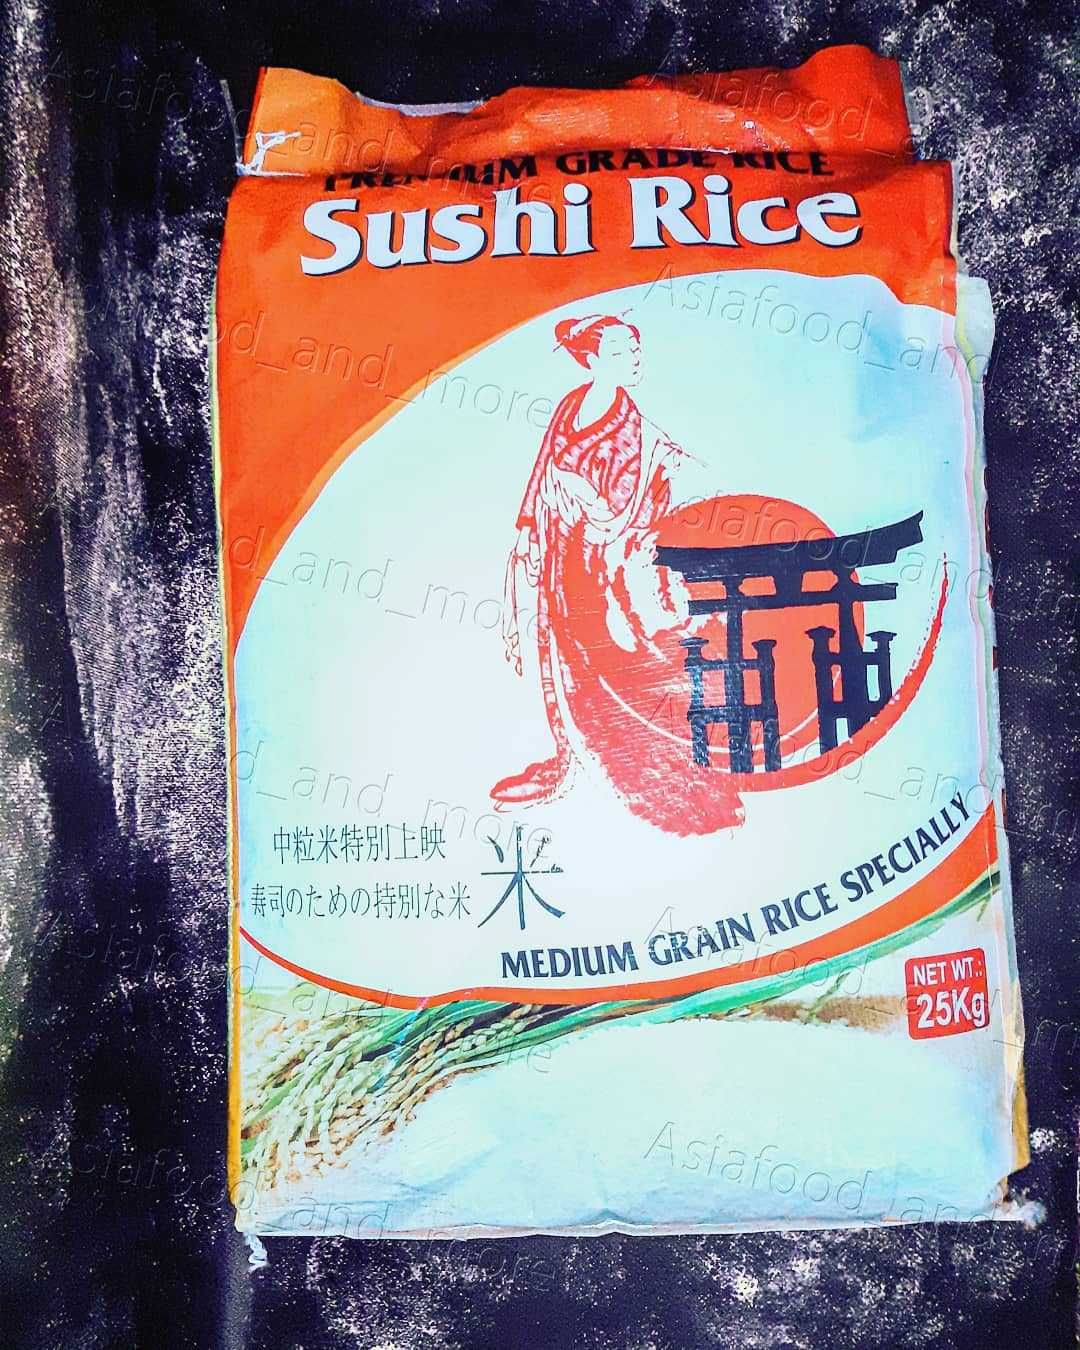 PREMIUM GRADE RICE
Sushi Rice
中粒米特別上映
寿司のための特別な米
米
MEDIUM GRAIN RICE SPECIALLY
NET WT.:
25Kg
Asiafood_and_more